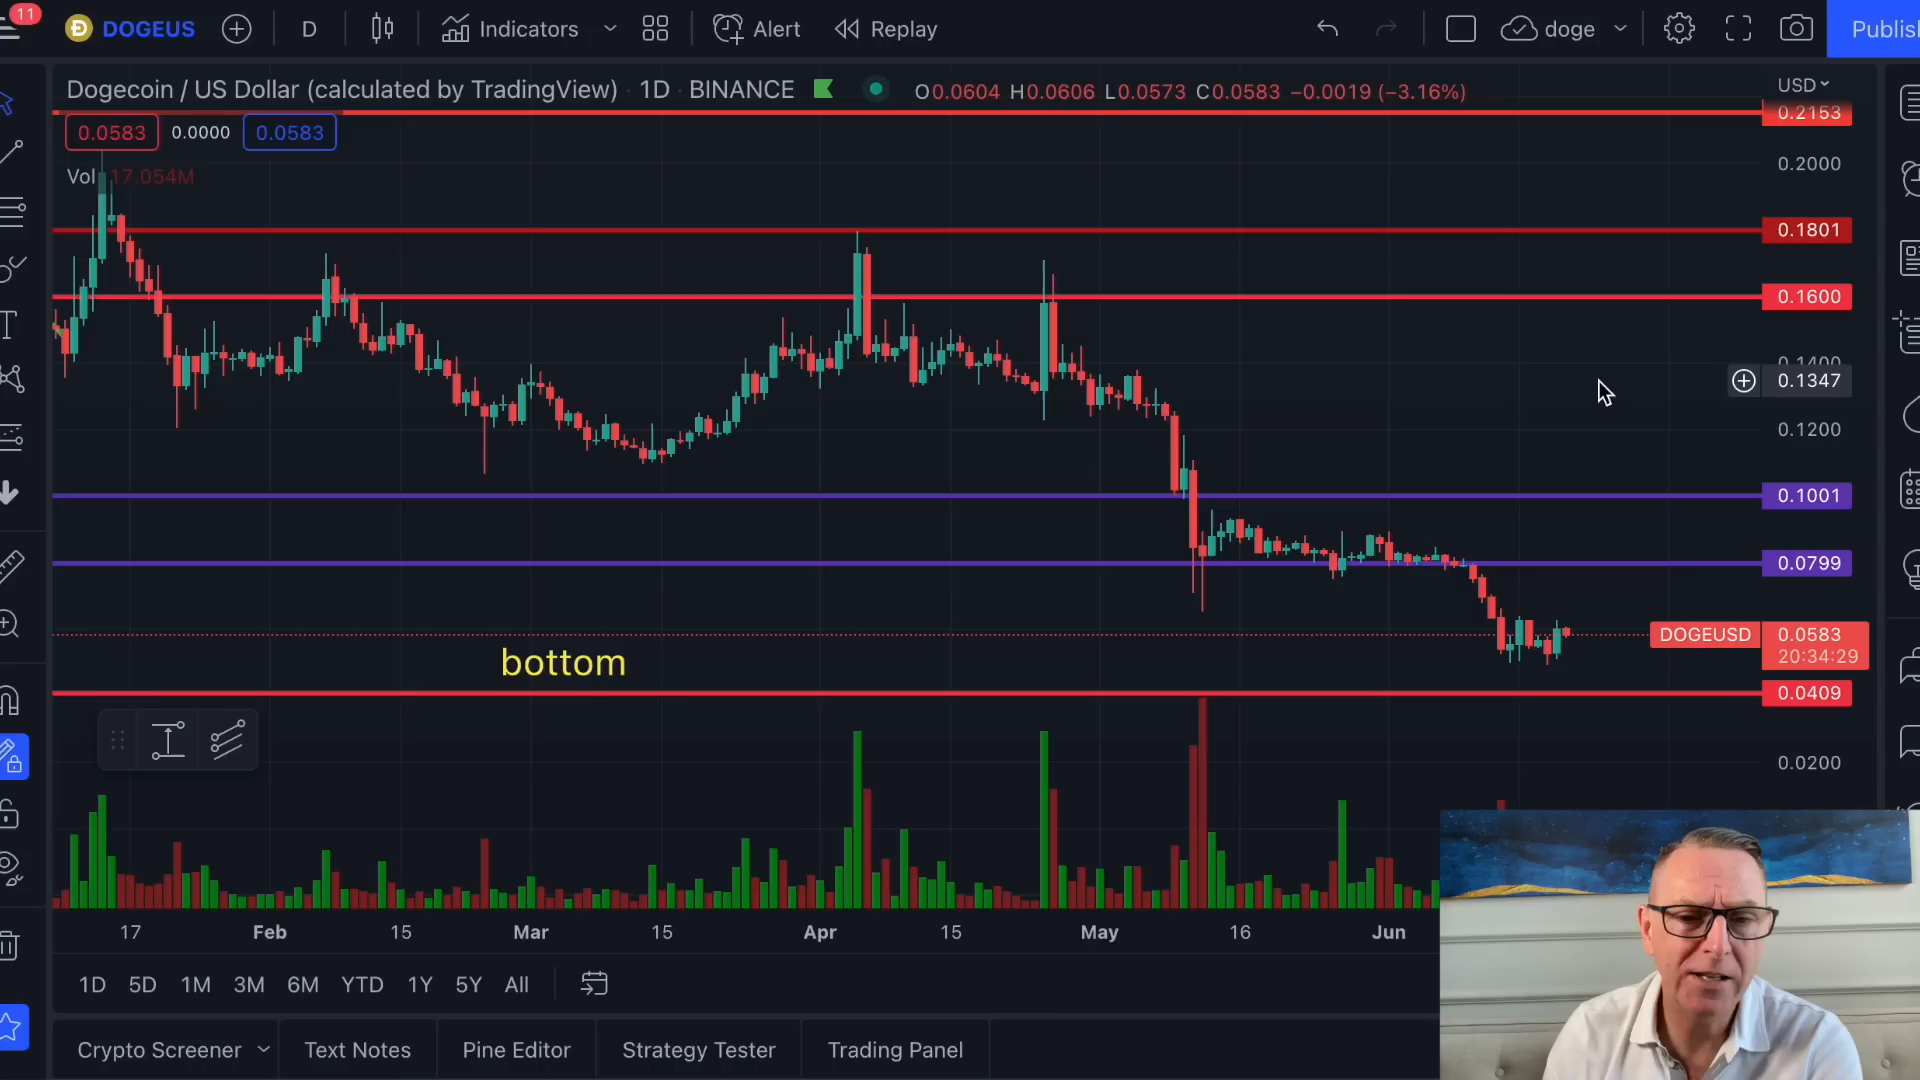 11
DOGEUS D Indicators Alert Replay doge Publis
Dogecoin / US Dollar (calculated by TradingView) · 1D · BINANCE O0.0604 H0.0606 L0.0573 C0.0583 −0.0019 (−3.16%) USD
0.2153
0.0583 0.0000 0.0583
0.2000
Vol 17.054M
0.1801
0.1600
0.1400
0.1347
0.1200
0.1001
0.0799
DOGEUSD 0.0583
20:34:29
bottom
0.0409
0.0200
17 Feb 15 Mar 15 Apr 15 May 16 Jun
1D 5D 1M 3M 6M YTD 1Y 5Y All
Crypto Screener Text Notes Pine Editor Strategy Tester Trading Panel